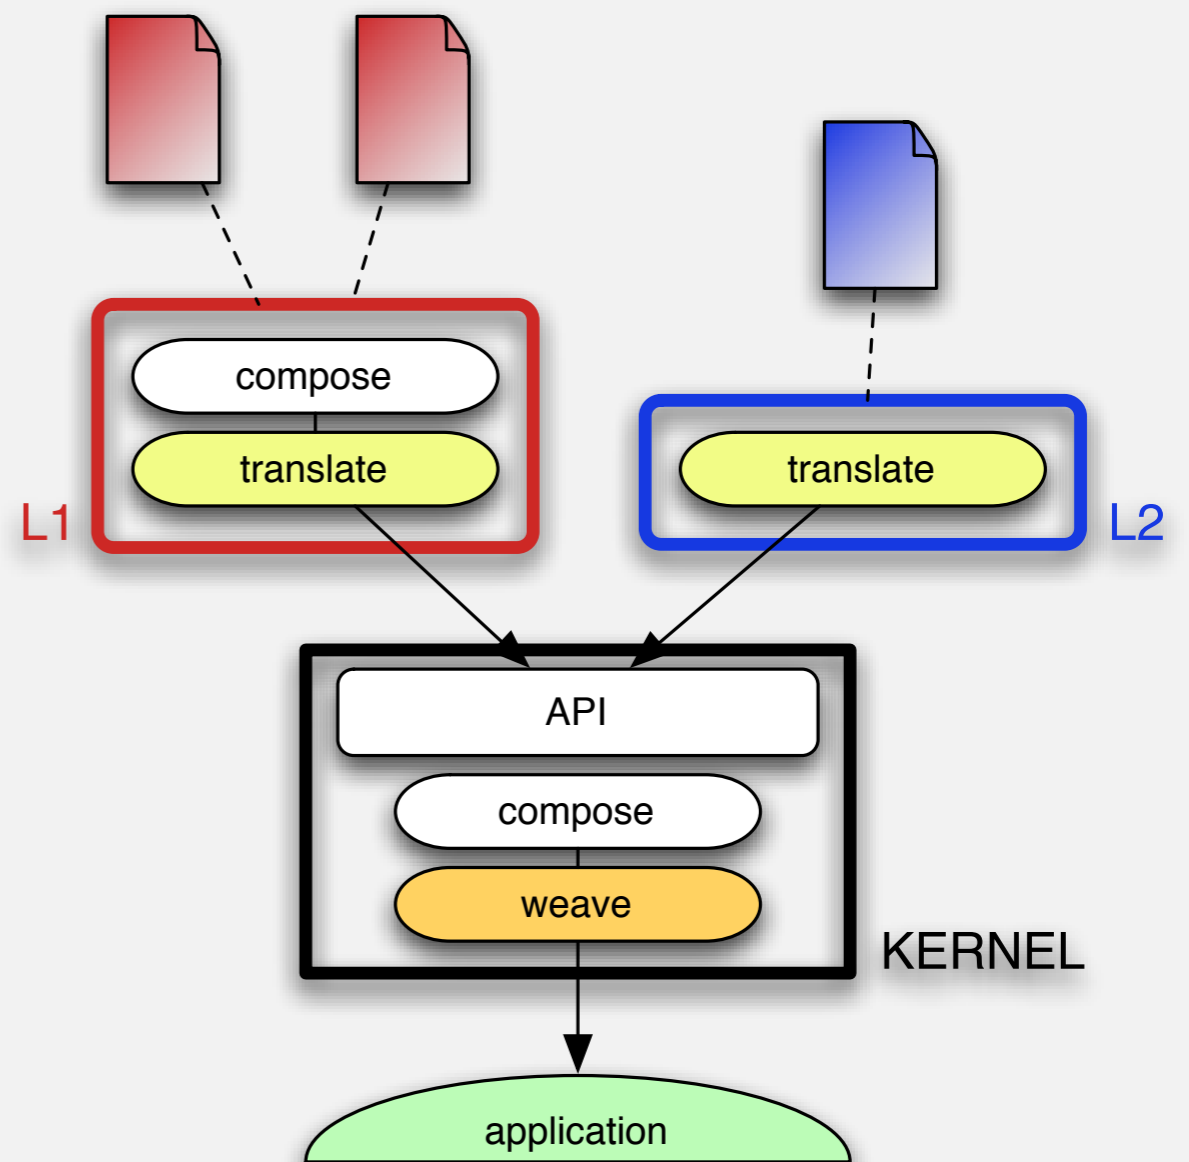 compose
translate
L1
translate
L2
API
compose
weave
KERNEL
application